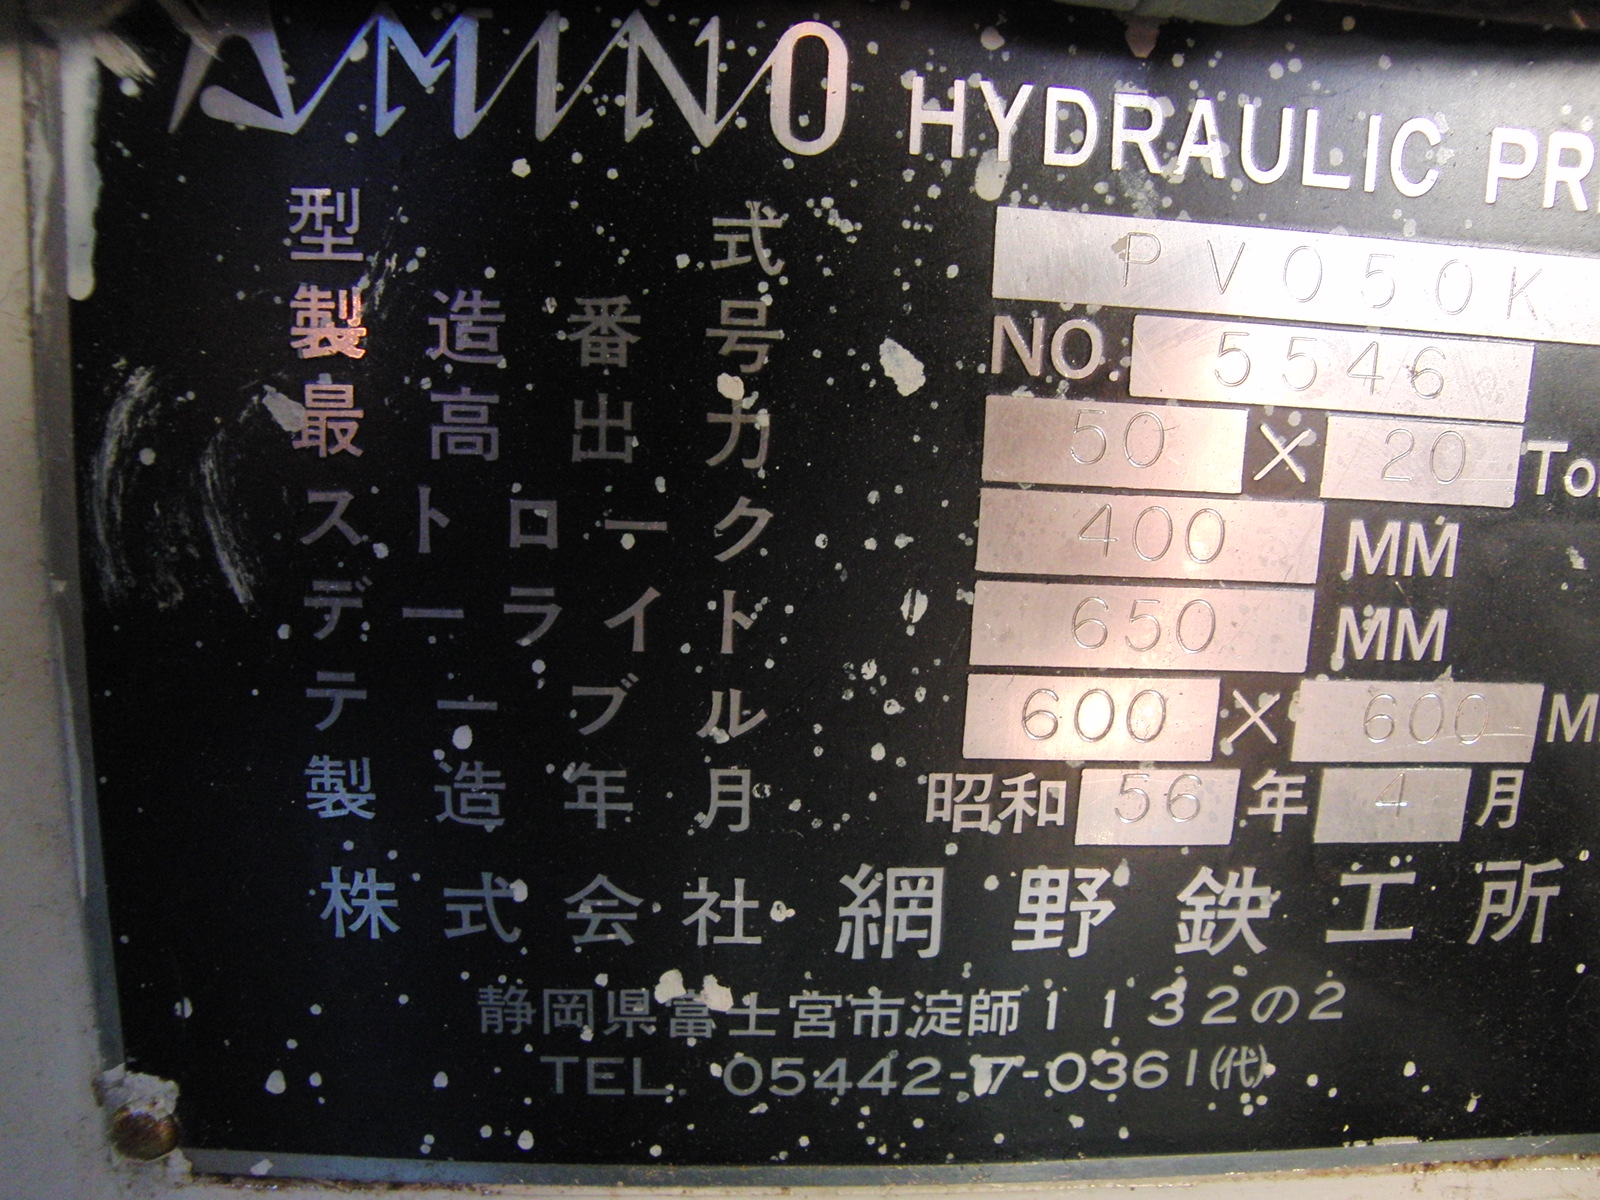 AMINO HYDRAULIC PR
型式 PV050K
製造番号 NO. 5546
最高出力 50 × 20 To
ストローク 400 MM
デーライト 650 MM
テーブル 600 × 600 M
製造年月 昭和 56 年 4 月
株式会社 網野鉄工所
静岡県富士宮市淀師1132の2
TEL. 05442-7-0361(代)